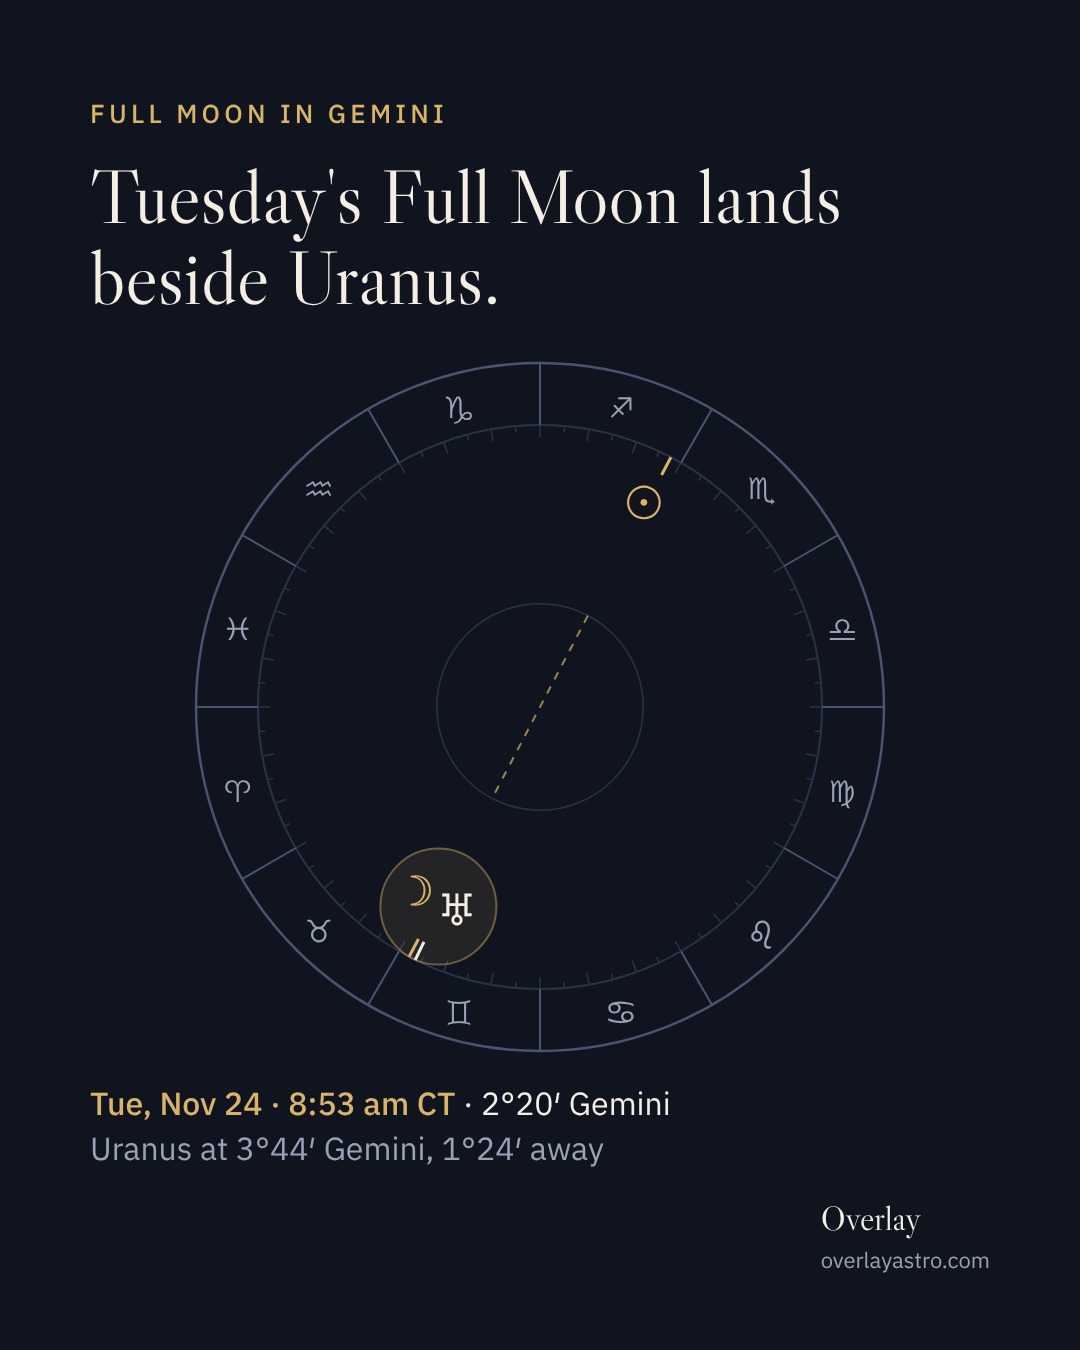 FULL MOON IN GEMINI
Tuesday's Full Moon lands
beside Uranus.
♑ ♐
♒ ♏
♓ ♎
♈ ♍
☽ ♅
♉ ♌
♊ ♋
Tue, Nov 24 · 8:53 am CT · 2°20′ Gemini
Uranus at 3°44′ Gemini, 1°24′ away
Overlay
overlayastro.com